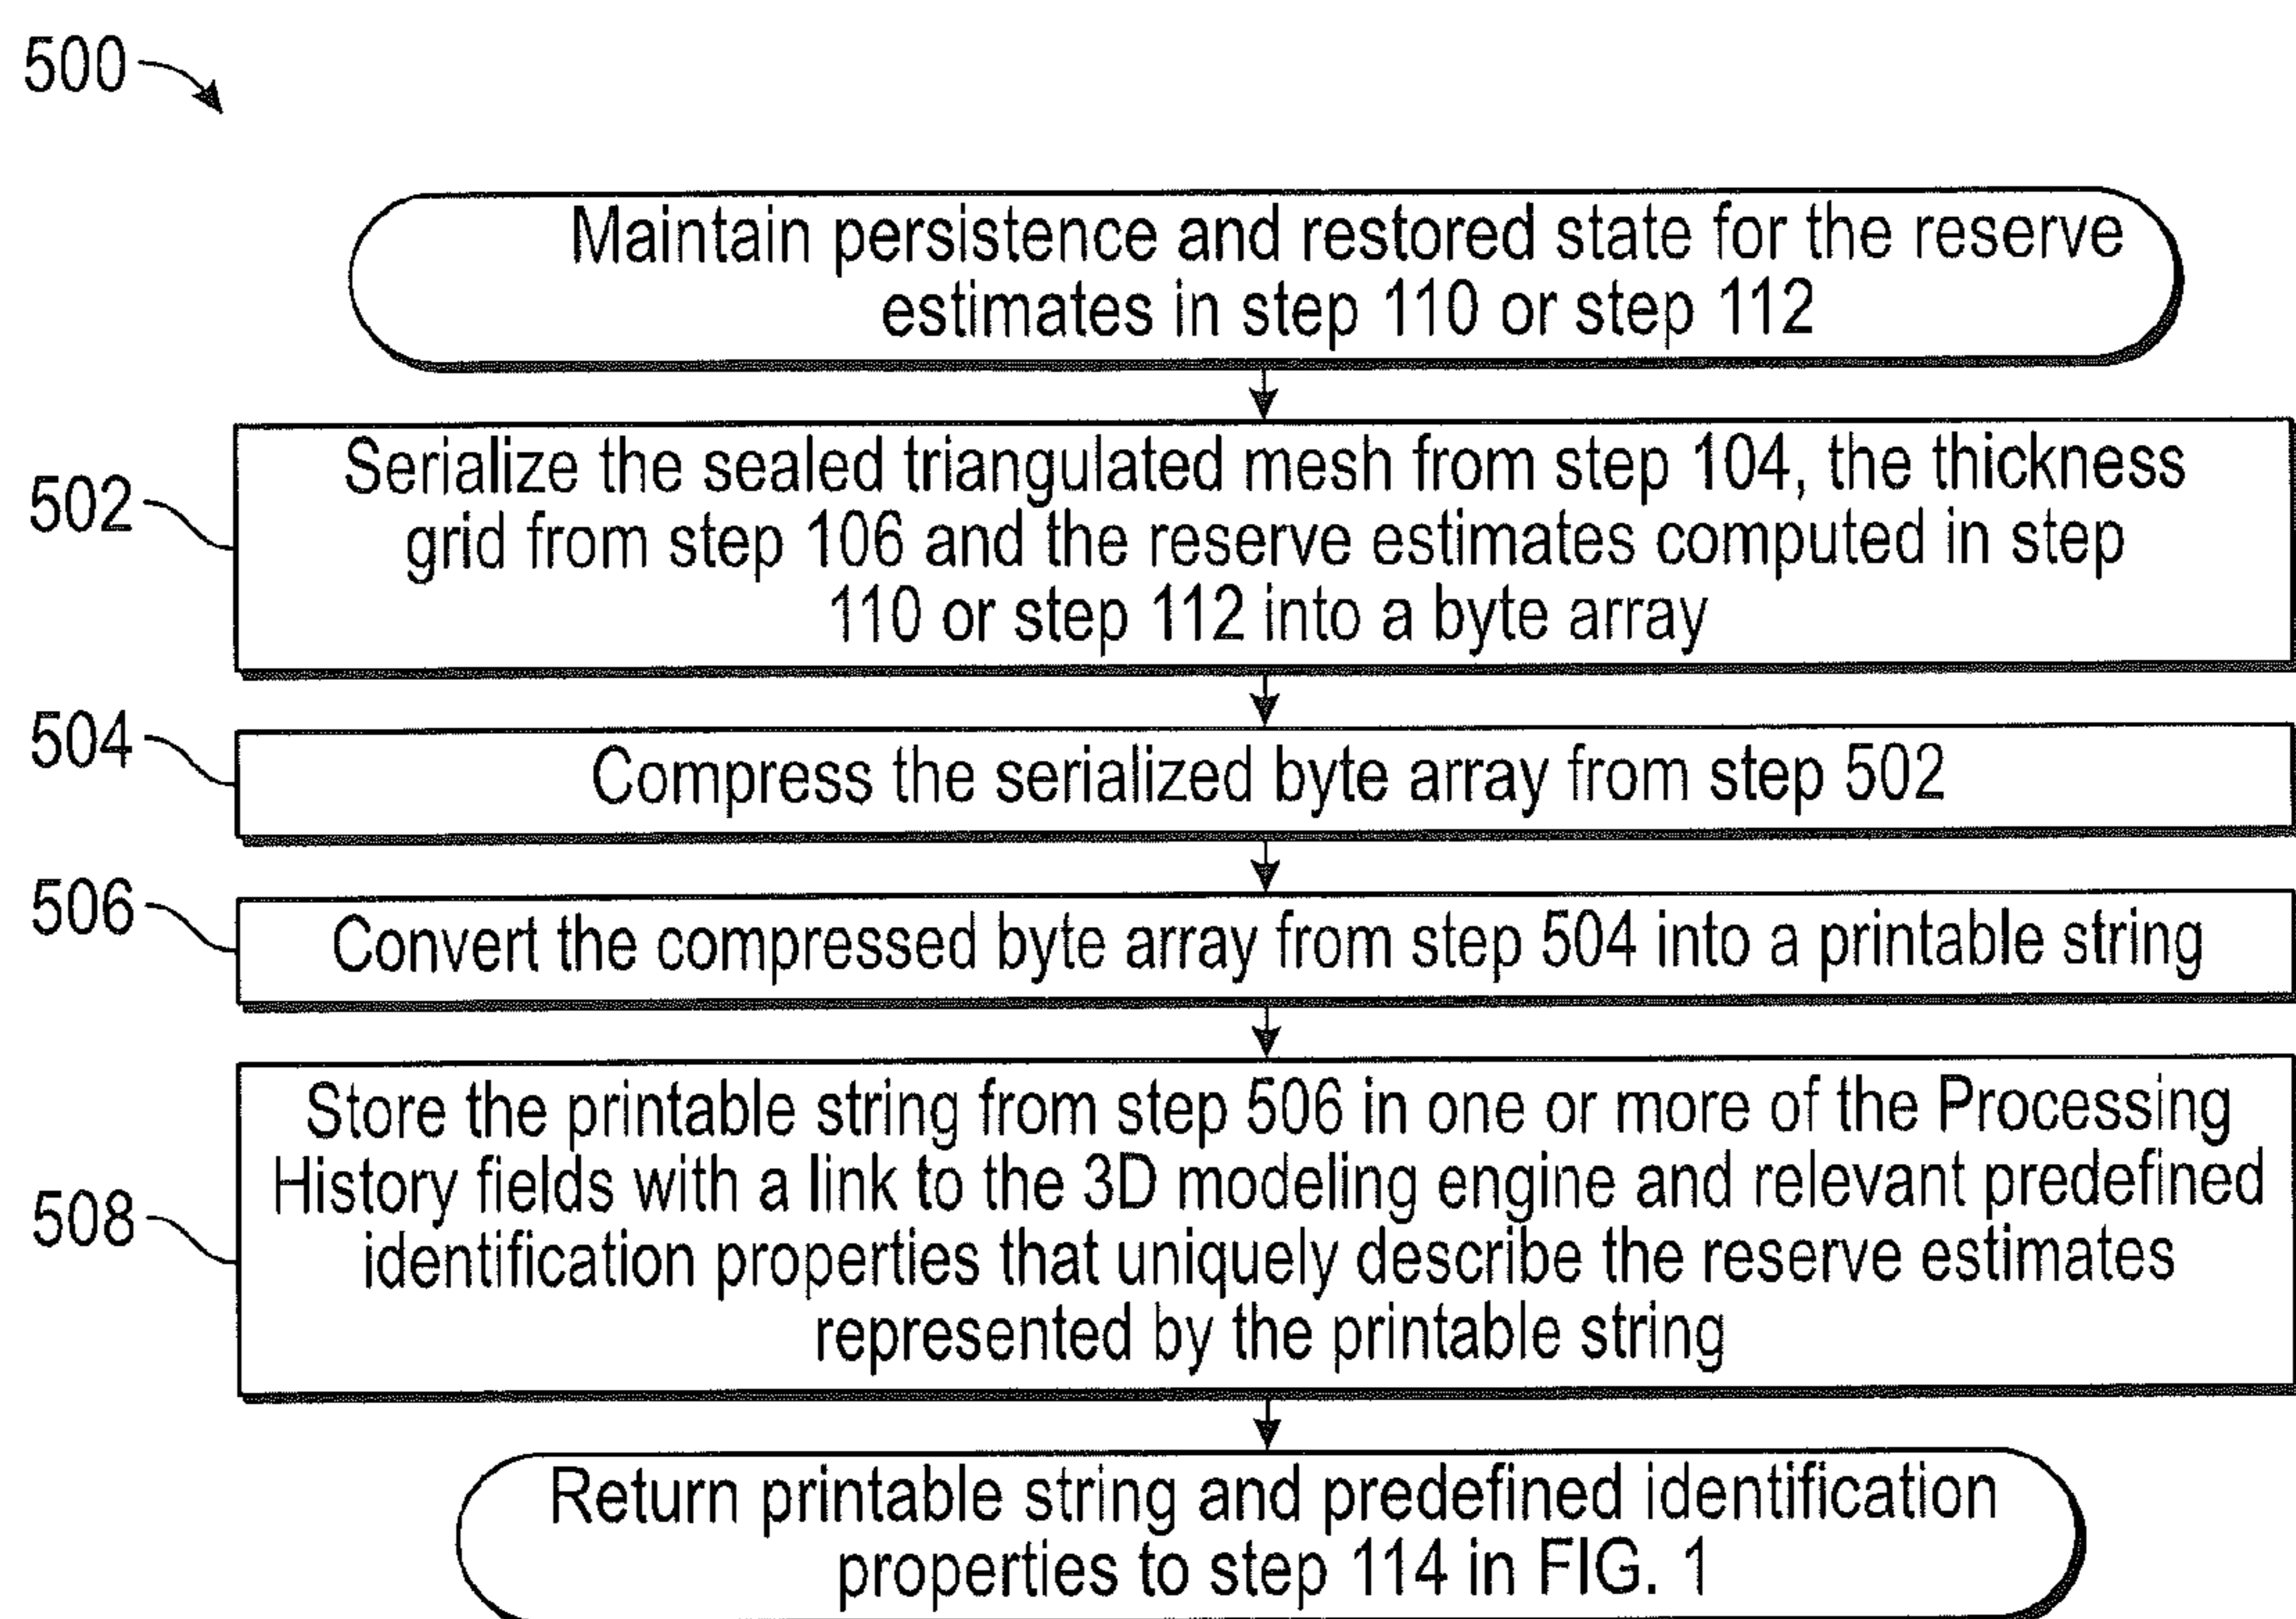 500
Maintain persistence and restored state for the reserve
estimates in step 110 or step 112
502
Serialize the sealed triangulated mesh from step 104, the thickness
grid from step 106 and the reserve estimates computed in step
110 or step 112 into a byte array
504
Compress the serialized byte array from step 502
506
Convert the compressed byte array from step 504 into a printable string
508
Store the printable string from step 506 in one or more of the Processing
History fields with a link to the 3D modeling engine and relevant predefined
identification properties that uniquely describe the reserve estimates
represented by the printable string
Return printable string and predefined identification
properties to step 114 in FIG. 1